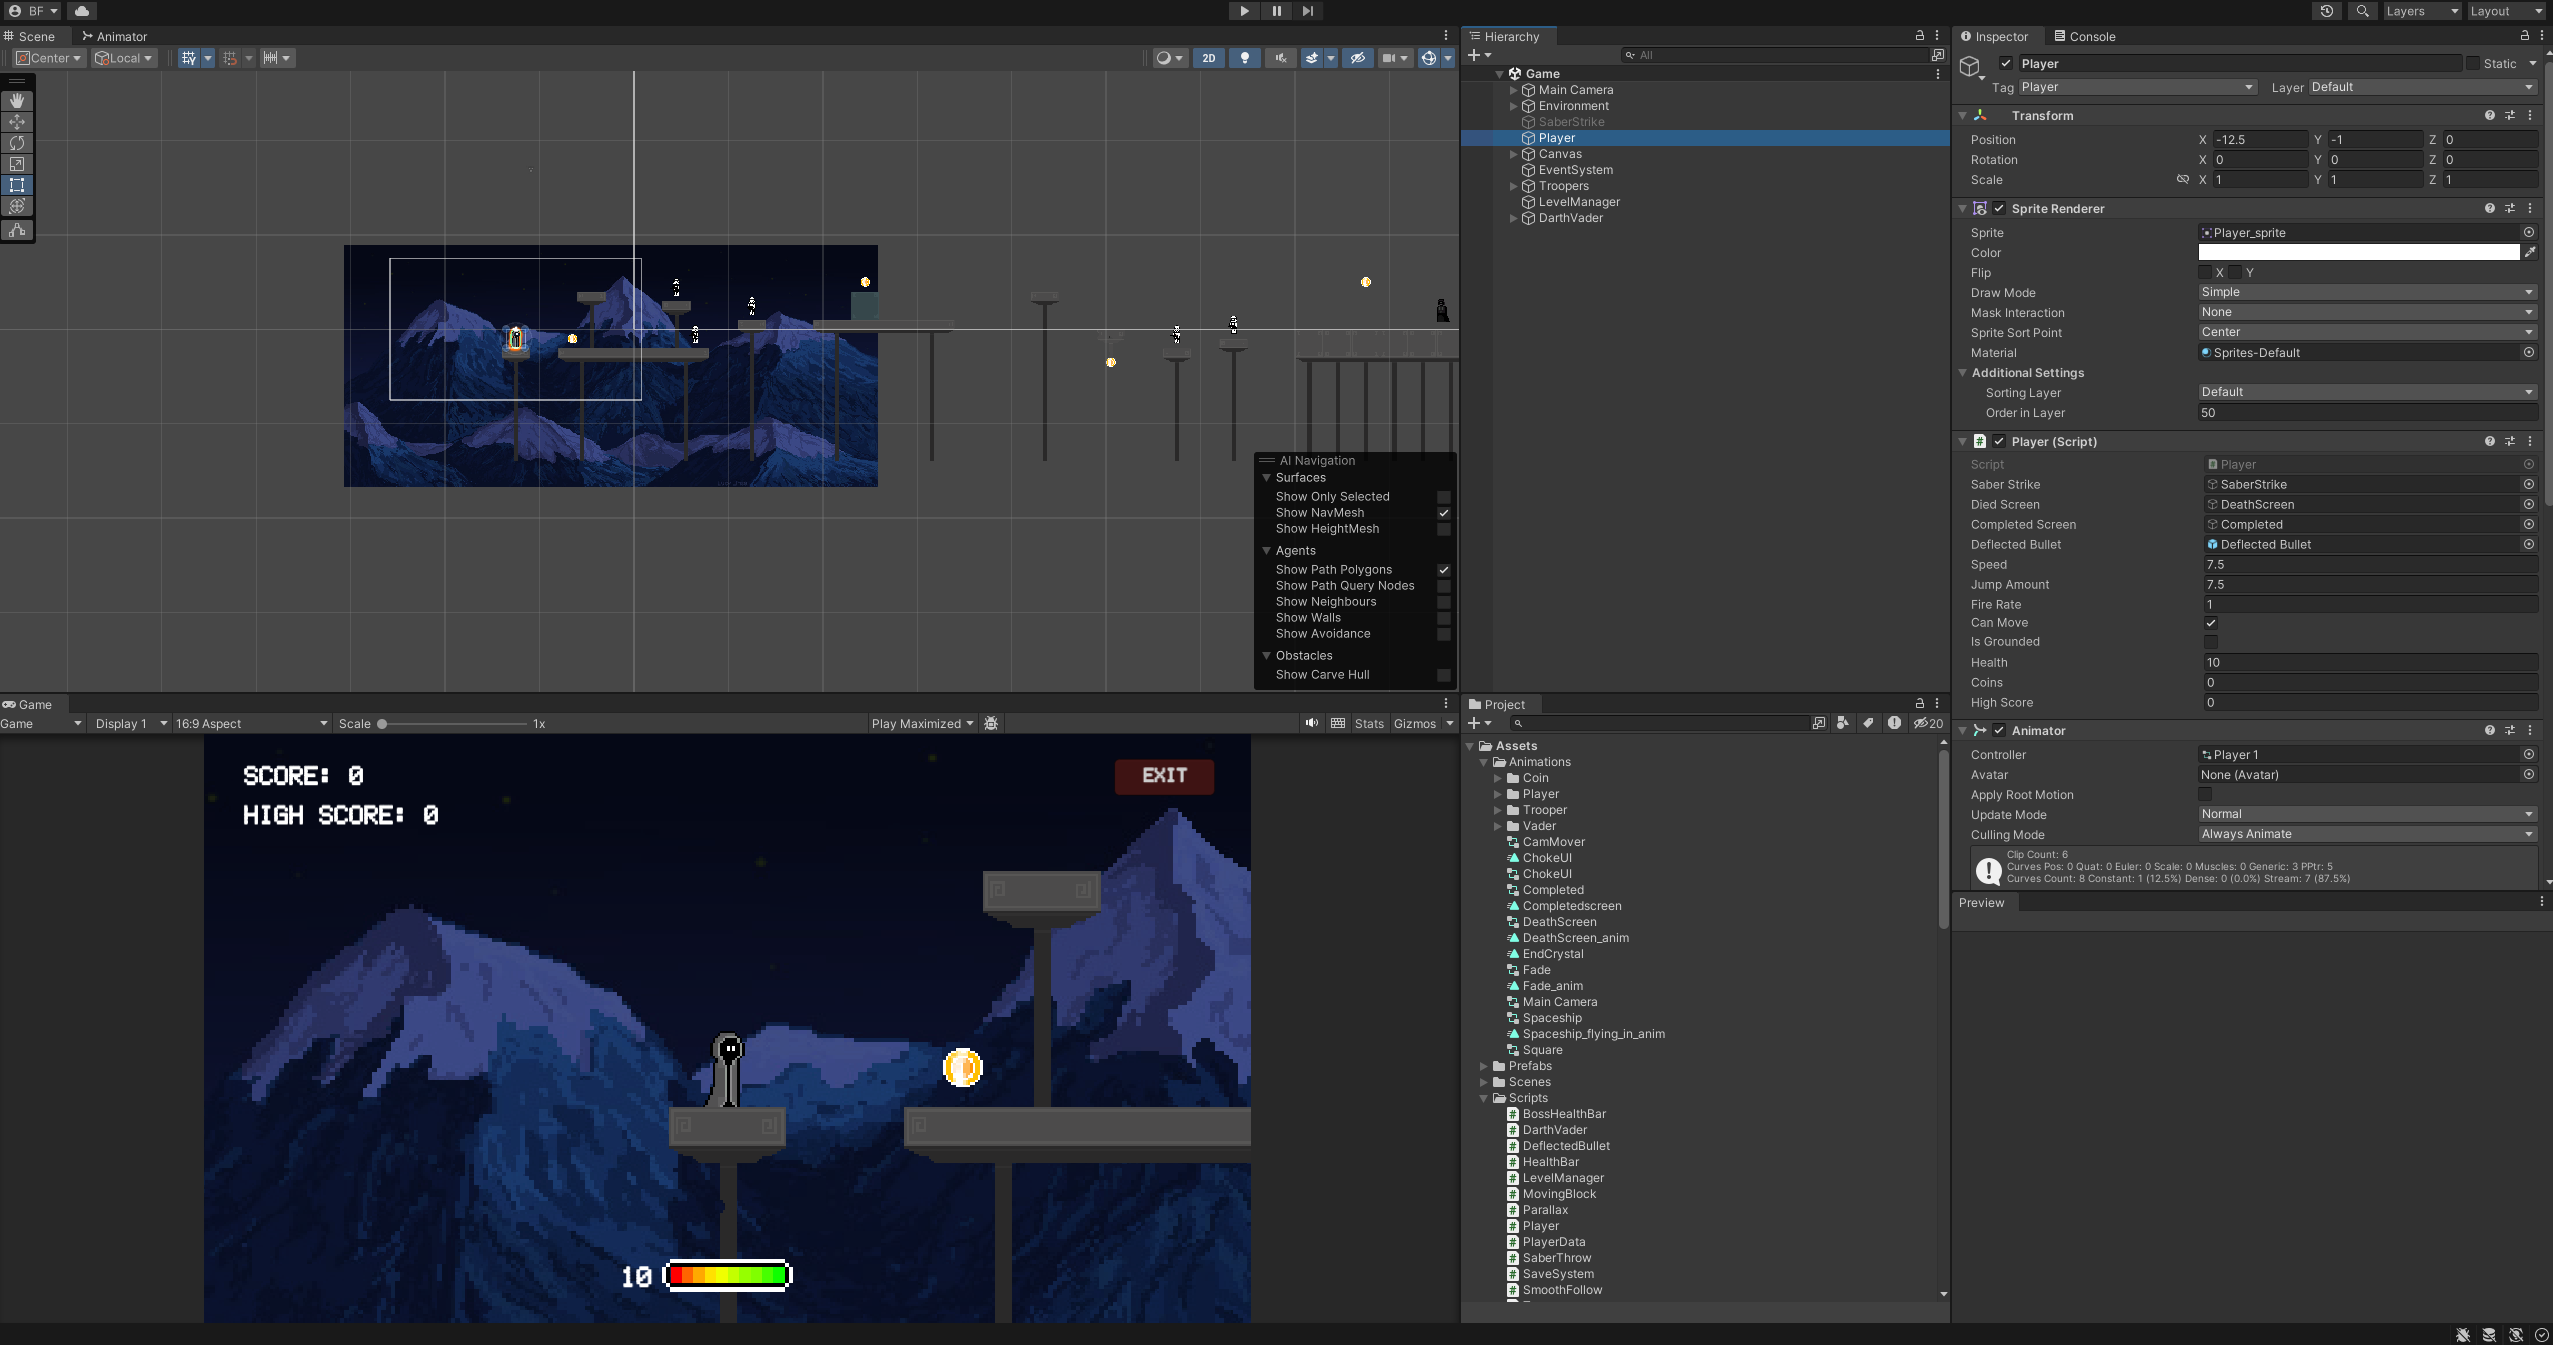 BF
Layers
Layout
Scene
Animator
Center
Local
2D
Hierarchy
All
Game
Main Camera
Environment
SaberStrike
Player
Canvas
EventSystem
Troopers
LevelManager
DarthVader
AI Navigation
Surfaces
Show Only Selected
Show NavMesh
Show HeightMesh
Agents
Show Path Polygons
Show Path Query Nodes
Show Neighbours
Show Walls
Show Avoidance
Obstacles
Show Carve Hull
Inspector
Console
Player
Static
Tag Player
Layer Default
Transform
Position X -12.5 Y -1 Z 0
Rotation X 0 Y 0 Z 0
Scale X 1 Y 1 Z 1
Sprite Renderer
Sprite Player_sprite
Color
Flip X Y
Draw Mode Simple
Mask Interaction None
Sprite Sort Point Center
Material Sprites-Default
Additional Settings
Sorting Layer Default
Order in Layer 50
# Player (Script)
Script Player
Saber Strike SaberStrike
Died Screen DeathScreen
Completed Screen Completed
Deflected Bullet Deflected Bullet
Speed 7.5
Jump Amount 7.5
Fire Rate 1
Can Move
Is Grounded
Health 10
Coins 0
High Score 0
Animator
Controller Player 1
Avatar None (Avatar)
Apply Root Motion
Update Mode Normal
Culling Mode Always Animate
Clip Count: 6
Curves Pos: 0 Quat: 0 Euler: 0 Scale: 0 Muscles: 0 Generic: 3 PPtr: 5
Curves Count: 8 Constant: 1 (12.5%) Dense: 0 (0.0%) Stream: 7 (87.5%)
Preview
Game
Game Display 1 16:9 Aspect Scale 1x Play Maximized Stats Gizmos
SCORE: 0
EXIT
HIGH SCORE: 0
10
Project
20
Assets
Animations
Coin
Player
Trooper
Vader
CamMover
ChokeUI
ChokeUI
Completed
Completedscreen
DeathScreen
DeathScreen_anim
EndCrystal
Fade
Fade_anim
Main Camera
Spaceship
Spaceship_flying_in_anim
Square
Prefabs
Scenes
Scripts
# BossHealthBar
# DarthVader
# DeflectedBullet
# HealthBar
# LevelManager
# MovingBlock
# Parallax
# Player
# PlayerData
# SaberThrow
# SaveSystem
# SmoothFollow